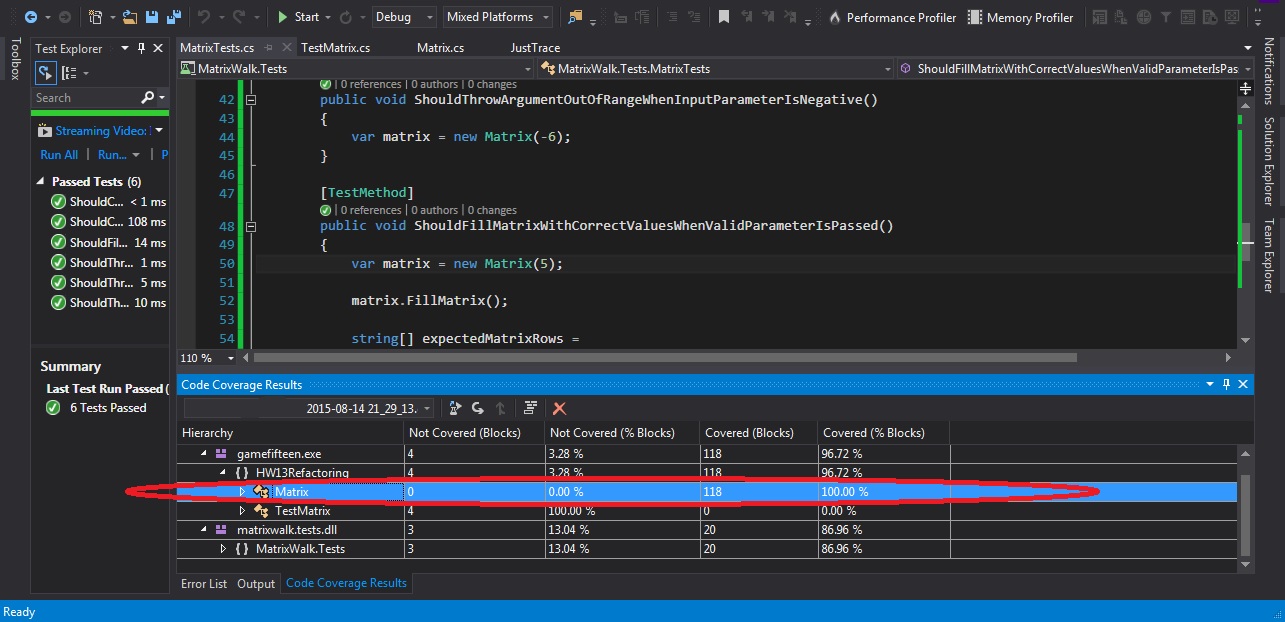 Start Debug Mixed Platforms Performance Profiler Memory Profiler
Toolbox
Test Explorer
Search
Streaming Video:
Run All | Run... | P
Passed Tests (6)
ShouldC... < 1 ms
ShouldC... 108 ms
ShouldFil... 14 ms
ShouldThr... 1 ms
ShouldThr... 5 ms
ShouldTh... 10 ms
Summary
Last Test Run Passed (
6 Tests Passed
MatrixTests.cs TestMatrix.cs Matrix.cs JustTrace
MatrixWalk.Tests MatrixWalk.Tests.MatrixTests ShouldFillMatrixWithCorrectValuesWhenValidParameterIsPas
| 0 references | 0 authors | 0 changes
42 public void ShouldThrowArgumentOutOfRangeWhenInputParameterIsNegative()
43 {
44 var matrix = new Matrix(-6);
45 }
46
47 [TestMethod]
| 0 references | 0 authors | 0 changes
48 public void ShouldFillMatrixWithCorrectValuesWhenValidParameterIsPassed()
49 {
50 var matrix = new Matrix(5);
51
52 matrix.FillMatrix();
53
54 string[] expectedMatrixRows =
110 %
Code Coverage Results
2015-08-14 21_29_13.
Hierarchy Not Covered (Blocks) Not Covered (% Blocks) Covered (Blocks) Covered (% Blocks)
gamefifteen.exe 4 3.28 % 118 96.72 %
{ } HW13Refactoring 4 3.28 % 118 96.72 %
Matrix 0 0.00 % 118 100.00 %
TestMatrix 4 100.00 % 0 0.00 %
matrixwalk.tests.dll 3 13.04 % 20 86.96 %
{ } MatrixWalk.Tests 3 13.04 % 20 86.96 %
Error List Output Code Coverage Results
Notifications
Solution Explorer
Team Explorer
Ready